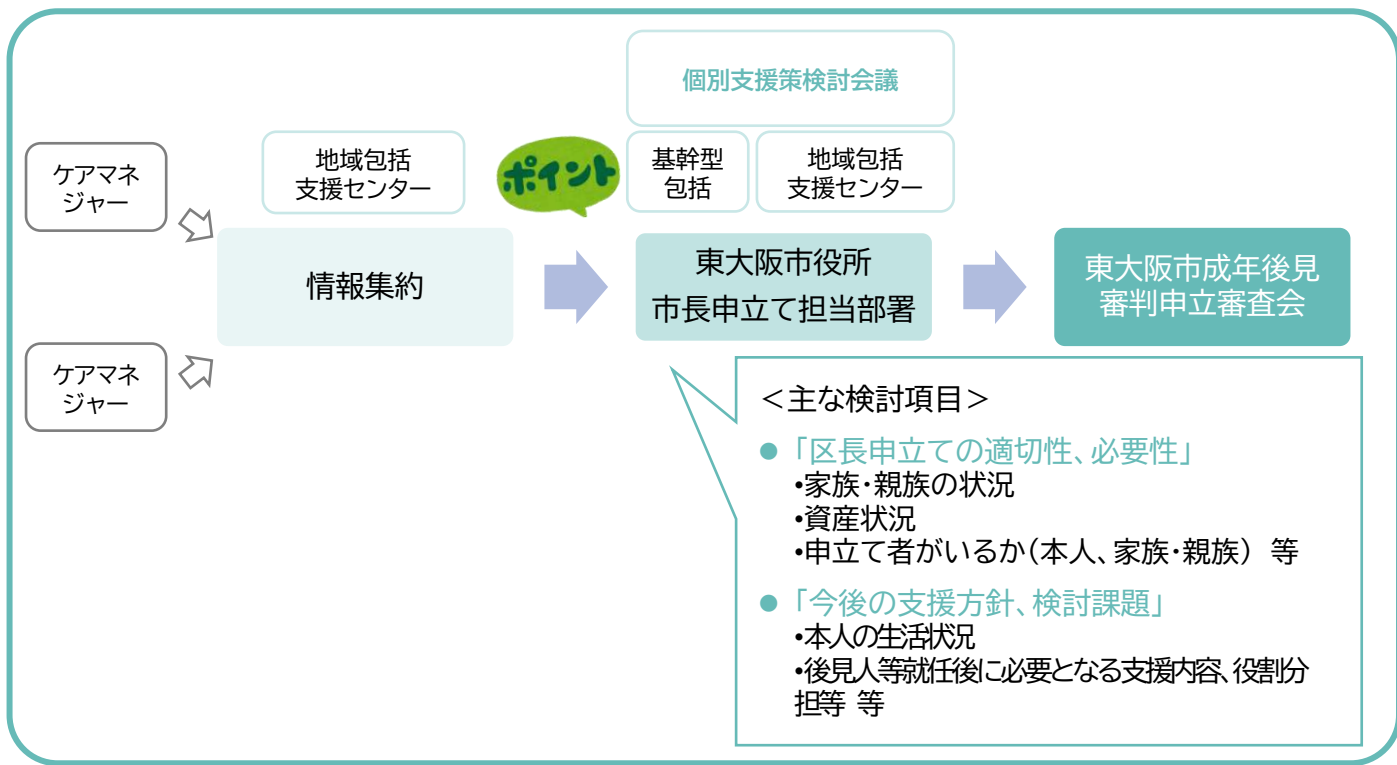 個別支援策検討会議
ケアマネ
ジャー
地域包括
支援センター
ポイント
基幹型
包括
地域包括
支援センター
情報集約
東大阪市役所
市長申立て担当部署
東大阪市成年後見
審判申立審査会
ケアマネ
ジャー
＜主な検討項目＞
●「区長申立ての適切性、必要性」
•家族・親族の状況
•資産状況
•申立て者がいるか(本人、家族・親族) 等
●「今後の支援方針、検討課題」
•本人の生活状況
•後見人等就任後に必要となる支援内容、役割分
担等 等